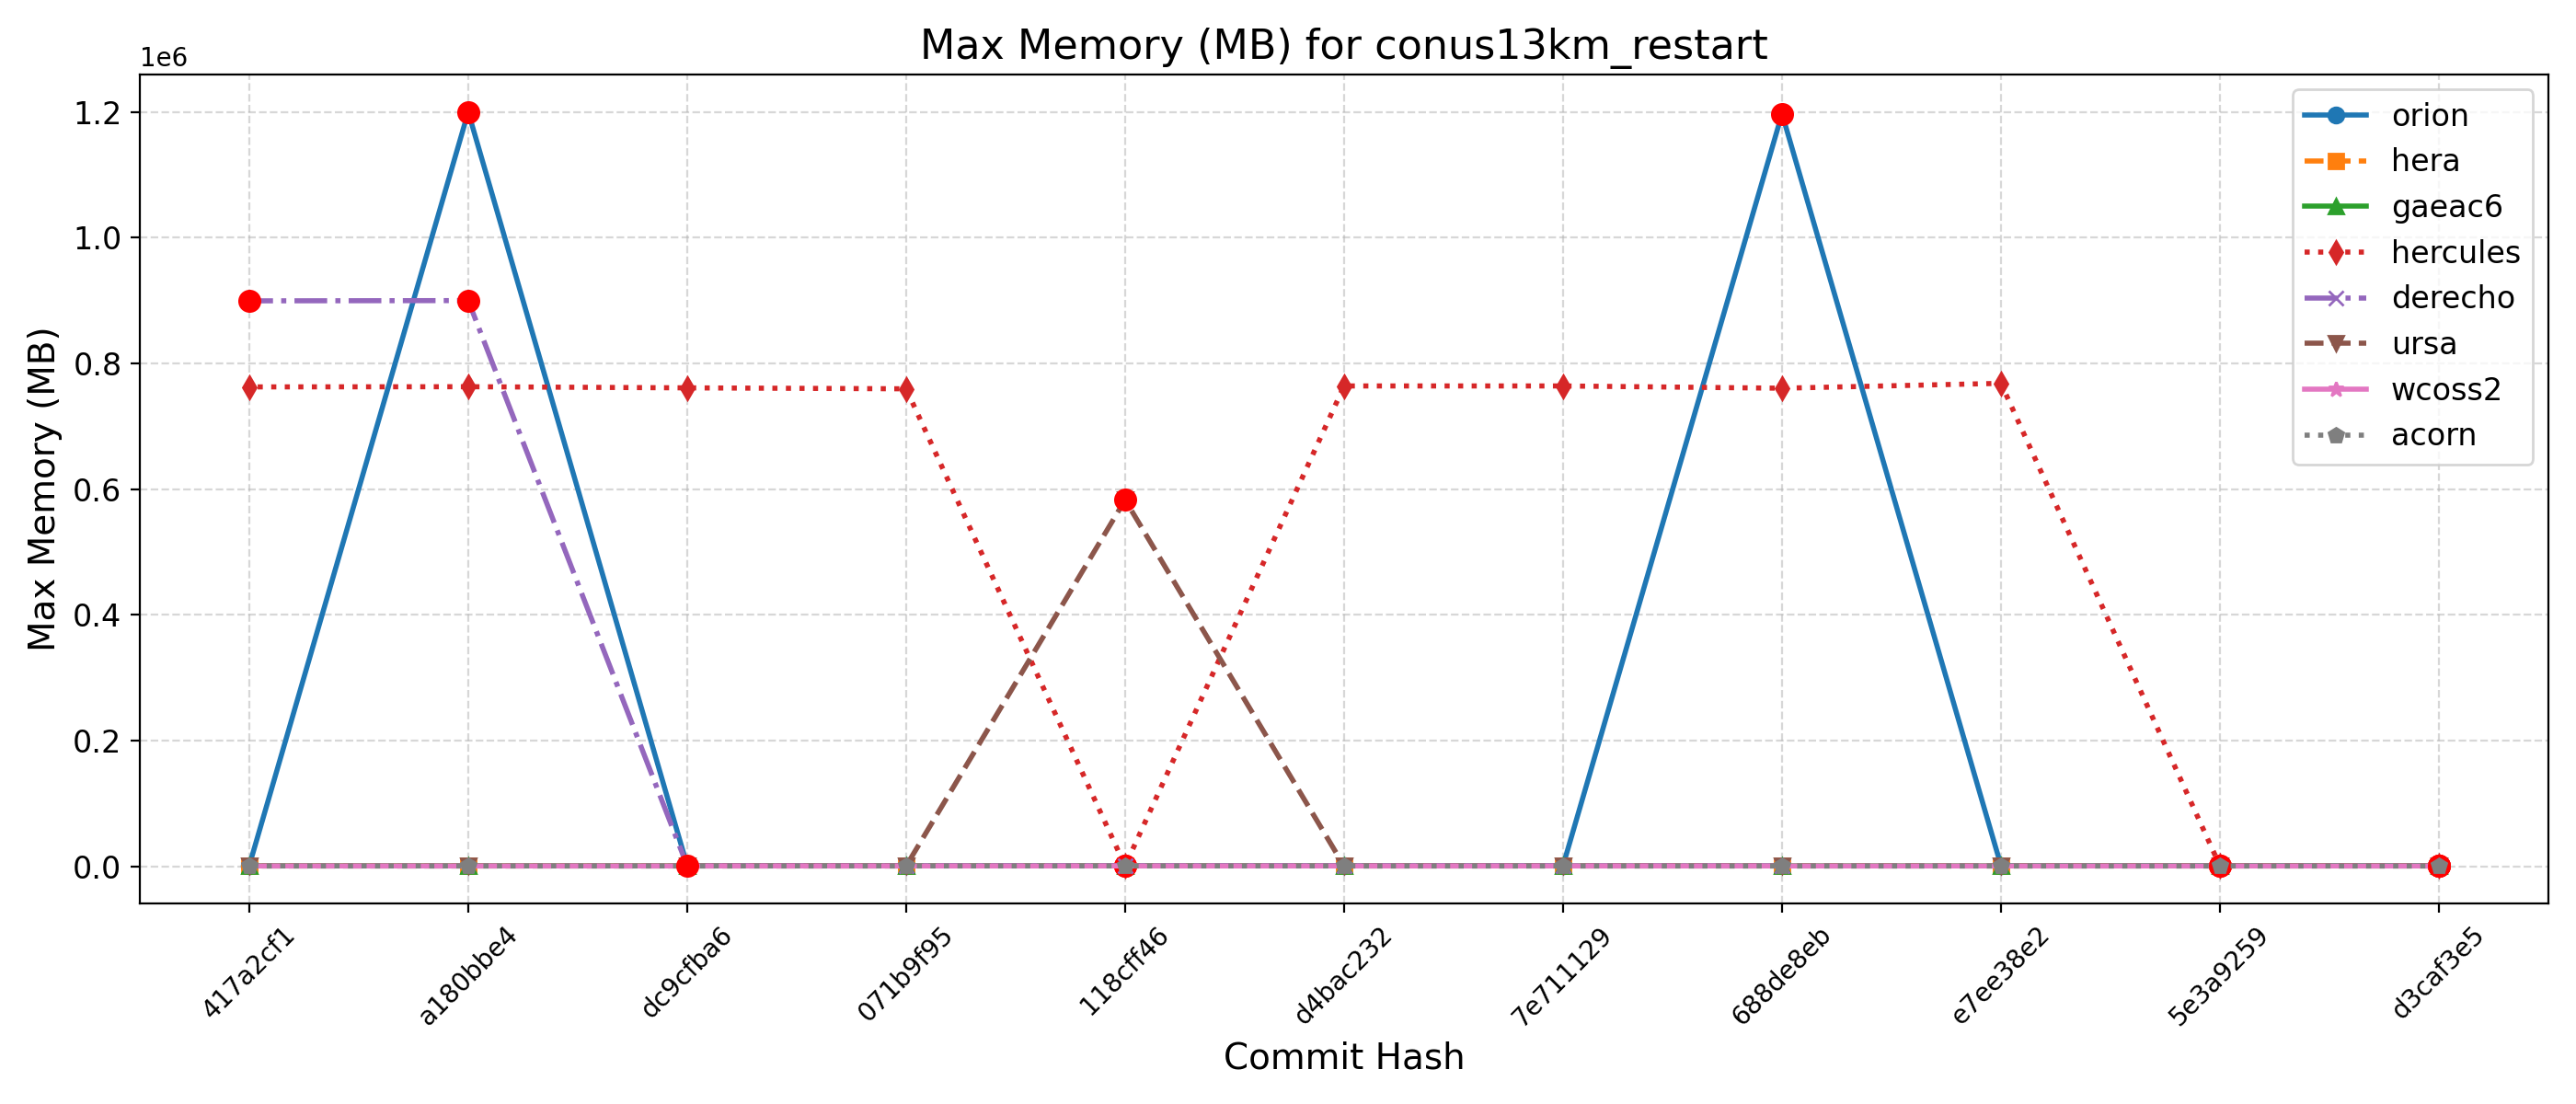 Max Memory (MB) for conus13km_restart
1e6
1.2
1.0
0.8
0.6
0.4
0.2
0.0
Max Memory (MB)
orion
hera
gaeac6
hercules
derecho
ursa
wcoss2
acorn
417a2cf1
a180bbe4
dc9cfba6
071b9f95
118cff46
d4bac232
7e711129
688de8eb
e7ee38e2
5e3a9259
d3caf3e5
Commit Hash